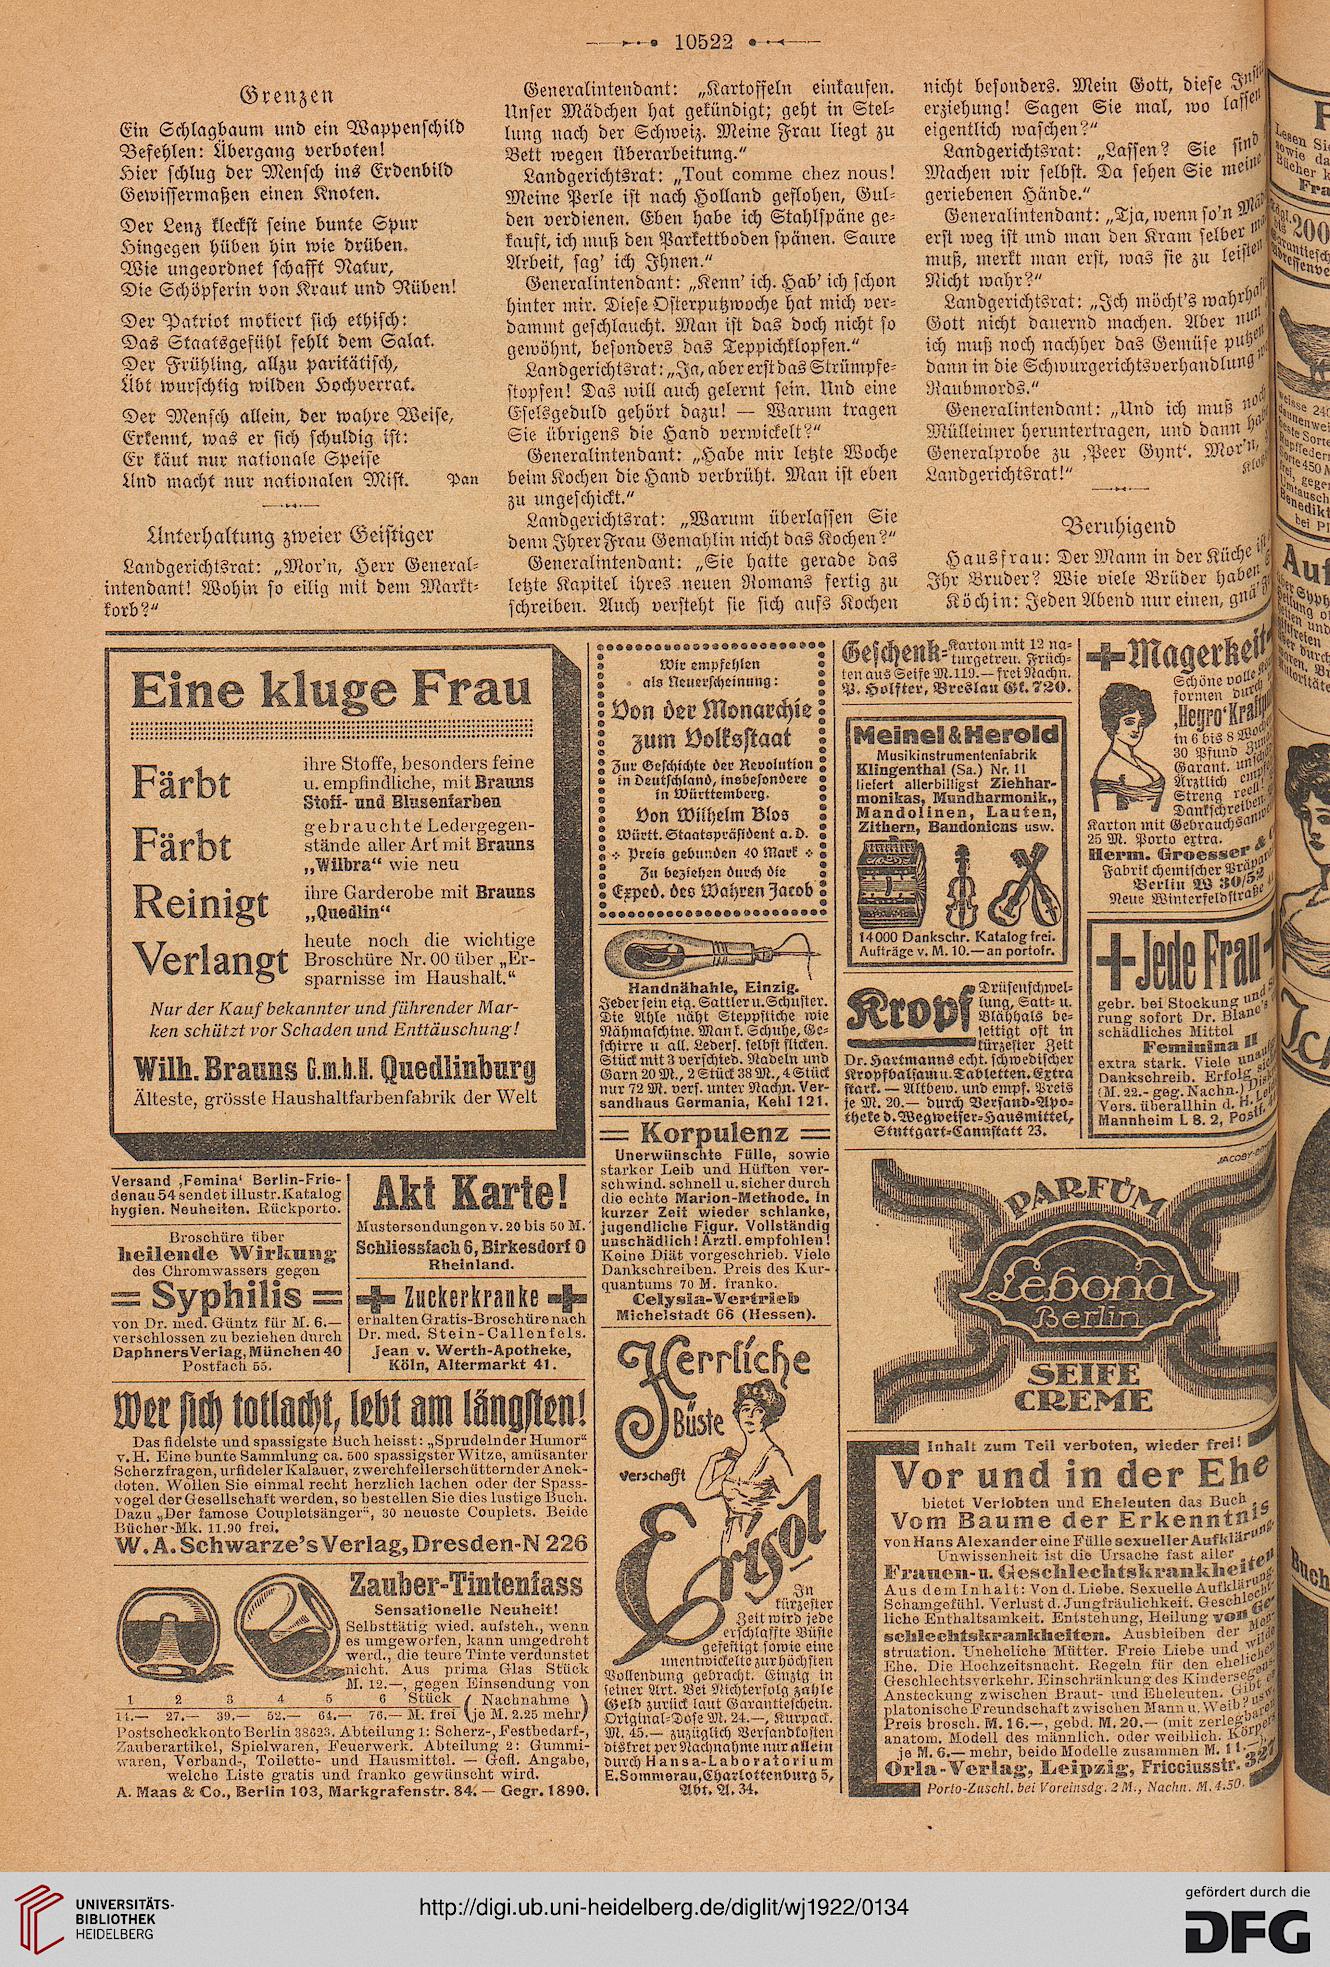 10522
Grenzen
Ein Schlagbaum und ein Wappenschild
Befehlen: Übergang verboten!
Hier schlug der Mensch ins Erdenbild
Gewissermaßen einen Knoten.
Der Lenz kleckst seine bunte Spur
Hingegen hüben hin wie drüben.
Wie ungeordnet schafft Natur,
Die Schöpferin von Kraut und Rüben!
Der Patriot mokiert sich ethisch:
Das Staatsgefühl fehlt dem Salat.
Der Frühling, allzu paritätisch,
Übt wurschtig wilden Hochverrat.
Der Mensch allein, der wahre Weise,
Erkennt, was er sich schuldig ist:
Er käut nur nationale Speise
Und macht nur nationalen Mist. Pan
Unterhaltung zweier Geistiger
Landgerichtsrat: „Mor'n, Herr General-
intendant! Wohin so eilig mit dem Markt-
korb?“
Generalintendant: „Kartoffeln einkaufen.
Unser Mädchen hat gekündigt; geht in Stel-
lung nach der Schweiz. Meine Frau liegt zu
Bett wegen Überarbeitung.“
Landgerichtsrat: „Tout comme chez nous!
Meine Perle ist nach Holland geflohen, Gul-
den verdienen. Eben habe ich Stahlspäne ge-
kauft, ich muß den Parkettboden spänen. Saure
Arbeit, sag' ich Ihnen.“
Generalintendant: „Kenn' ich. Hab' ich schon
hinter mir. Diese Osterputzwoche hat mich ver-
dammt geschlaucht. Man ist das doch nicht so
gewöhnt, besonders das Teppichklopfen.“
Landgerichtsrat: „Ja, aber erst das Strümpfe-
stopfen! Das will auch gelernt sein. Und eine
Eselsgeduld gehört dazu! — Warum tragen
Sie übrigens die Hand verwickelt?“
Generalintendant: „Habe mir letzte Woche
beim Kochen die Hand verbrüht. Man ist eben
zu ungeschickt.“
Landgerichtsrat: „Warum überlassen Sie
denn Ihrer Frau Gemahlin nicht das Kochen?“
Generalintendant: „Sie hatte gerade das
letzte Kapitel ihres neuen Romans fertig zu
schreiben. Auch versteht sie sich aufs Kochen
nicht besonders. Mein Gott, diese
erziehung! Sagen Sie mal, wo lassen
eigentlich waschen?“
Landgerichtsrat: „Lassen? Sie sind
Machen wir selbst. Da sehen Sie meine
geriebenen Hände.“
Generalintendant: „Tja, wenn so'n
erst weg ist und man den Kram selber
muß, merkt man erst, was sie zu leisten
Nicht wahr?“
Landgerichtsrat: „Ich möcht's
Gott nicht dauernd machen. Aber nun
ich muß noch nachher das Gemüse putzen
dann in die Schwurgerichtsverhandlung
Raubmords.“
Generalintendant: „Und ich muß noch
Mülleimer heruntertragen, und dann
Generalprobe zu ‚Peer Gynt‘. Mor'n,
Landgerichtsrat!“
Beruhigend
Hausfrau: Der Mann in der Küche ist
Ihr Bruder? Wie viele Brüder haben
Köchin: Jeden Abend nur einen,
Eine kluge Frau
Färbt ihre Stoffe, besonders feine
u. empfindliche, mit Brauns
Stoff- und Blusenfarben
Färbt gebrauchte Ledergegen-
stände aller Art mit Brauns
„Wilbra“ wie neu
Reinigt ihre Garderobe mit Brauns
„Quedlin“
Verlangt heute noch die wichtige
Broschüre Nr. 00 über „Er-
sparnisse im Haushalt.“
Nur der Kauf bekannter und führender Mar-
ken schützt vor Schaden und Enttäuschung!
Wilh. Brauns G.m.b.H. Quedlinburg
Älteste, grösste Haushaltfarbenfabrik der Welt
Versand ‚Femina‘ Berlin-Frie-
denau 54 sendet illustr. Katalog
hygien. Neuheiten. Rückporto.
Broschüre über
heilende Wirkung
des Chromwassers gegen
Syphilis
von Dr. med. Güntz für M. 6.—
verschlossen zu beziehen durch
Daphners Verlag, München 40
Postfach 55.
Akt Karte!
Mustersendungen v. 20 bis 50 M.
Schliessfach 6, Birkesdorf O
Rheinland.
Zuckerkranke
erhalten Gratis-Broschüre nach
Dr. med. Stein-Callenfels.
Jean v. Werth-Apotheke,
Köln, Altermarkt 41.
Wer sich totlacht, lebt am längsten!
Das fidelste und spassigste Buch heisst: „Sprudelnder Humor“
v. H. Eine bunte Sammlung ca. 500 spassigster Witze, amüsanter
Scherzfragen, urfideler Kalauer, zwerchfellerschütternder Anek-
doten. Wollen Sie einmal recht herzlich lachen oder der Spass-
vogel der Gesellschaft werden, so bestellen Sie dies lustige Buch.
Dazu „Der famose Coupletsänger“, 30 neueste Couplets. Beide
Bücher Mk. 11.90 frei.
W. A. Schwarze's Verlag, Dresden-N 226
Zauber-Tintenfass
Sensationelle Neuheit!
Selbsttätig wied. aufsteh., wenn
es umgeworfen, kann umgedreht
werd., die teure Tinte verdunstet
nicht. Aus prima Glas Stück
M. 12.—, gegen Einsendung von
1 2 3 4 5 6 Stück ( Nachnahme )
14.— 27.— 39.— 52.— 64.— 76.— M. frei ( je M. 2.25 mehr )
Postscheckkonto Berlin 38623. Abteilung 1: Scherz-, Festbedarf-,
Zauberartikel, Spielwaren, Feuerwerk. Abteilung 2: Gummi-
waren, Verband-, Toilette- und Hausmittel. — Gefl. Angabe,
welche Liste gratis und franko gewünscht wird.
A. Maas & Co., Berlin 103, Markgrafenstr. 84. — Gegr. 1890.
Wir empfehlen
als Neuerscheinung:
Von der Monarchie
zum Volksstaat
Zur Geschichte der Revolution
in Deutschland, insbesondere
in Württemberg.
Von Wilhelm Blos
Württ. Staatspräsident a. D.
Preis gebunden 40 Mark
Zu beziehen durch die
Exped. des Wahren Jacob
Handnähahle, Einzig.
Jeder sein eig. Sattler u. Schuster.
Die Ahle näht Steppstiche wie
Nähmaschine. Man k. Schuhe, Ge-
schirre u. all. Leders. selbst flicken.
Stück mit 3 verschied. Nadeln und
Garn 20 M., 2 Stück 38 M., 4 Stück
nur 72 M. vers. unter Nachn. Ver-
sandhaus Germania, Kehl 121.
Korpulenz
Unerwünschte Fülle, sowie
starker Leib und Hüften ver-
schwind. schnell u. sicher durch
die echte Marion-Methode. In
kurzer Zeit wieder schlanke,
jugendliche Figur. Vollständig
unschädlich! Ärztl. empfohlen!
Keine Diät vorgeschrieb. Viele
Dankschreiben. Preis des Kur-
quantums 70 M. franko.
Celysia-Vertrieb
Michelstadt 66 (Hessen).
Herrliche
Büste
verschafft
Erisol
In
kürzester
Zeit wird jede
erschlaffte Büste
gefestigt sowie eine
unentwickelte zur höchsten
Vollendung gebracht. Einzig in
seiner Art. Bei Nichterfolg zahle
Geld zurück laut Garantieschein.
Original-Dose M. 24.—, Kurpack.
M. 45.— zuzüglich Versandkosten
diskret per Nachnahme nur allein
durch Hansa-Laboratorium
E. Sommerau, Charlottenburg 5,
Abt. A. 34.
Geschenk-Karton mit 12 na-
turgetreu. Früch-
ten aus Seife M. 119.— frei Nachn.
P. Holfter, Breslau Gt. 720.
Meinel & Herold
Musikinstrumentenfabrik
Klingenthal (Sa.) Nr. 11
liefert allerbilligst Ziehhar-
monikas, Mundharmonik.,
Mandolinen, Lauten,
Zithern, Bandonions usw.
14000 Dankschr. Katalog frei.
Aufträge v. M. 10.— an portofr.
Kropf Drüsenschwel-
lung, Satt- u.
Blähhals be-
seitigt oft in
kürzester Zeit
Dr. Hartmanns echt. schwedischer
Kropfbalsam u. Tabletten. Extra
stark. — Altbew. und empf. Preis
je M. 20.— durch Versand-Apo-
theke d. Wegweiser-Hausmittel,
Stuttgart-Cannstatt 23.
Magerkeit
Schöne volle
formen durch
‚Hegro‘
in 6 bis 8 Wochen
30 Pfund
Garant.
Ärztlich
Streng reell!
Dankschreiben.
Karton mit Gebrauchsanw.
25 M. Porto extra.
Herm. Groesser &
Fabrik chemischer
Berlin W 30/52
Neue Winterfeldstraße
Jede Frau
gebr. bei Stockung und
rung sofort Dr. Blanc's
schädliches Mittel
Feminina II
extra stark. Viele
Dankschreib. Erfolg
(M. 22.- geg. Nachn.)
Vers. überallhin d.
Mannheim L 8. 2, Postf.
PARFÜM
Lebona
Berlin
SEIFE
CREME
Inhalt zum Teil verboten, wieder frei!
Vor und in der Ehe
bietet Verlobten und Eheleuten das Buch
Vom Baume der Erkenntnis
von Hans Alexander eine Fülle sexueller Aufklärung.
Unwissenheit ist die Ursache fast aller
Frauen- u. Geschlechtskrankheiten
Aus dem Inhalt: Von d. Liebe. Sexuelle Aufklärung.
Schamgefühl. Verlust d. Jungfräulichkeit. Geschlecht-
liche Enthaltsamkeit. Entstehung, Heilung von Ge-
schlechtskrankheiten. Ausbleiben der Men-
struation. Uneheliche Mütter. Freie Liebe und wilde
Ehe. Die Hochzeitsnacht. Regeln für den ehelichen
Geschlechtsverkehr. Einschränkung des Kindersegens.
Ansteckung zwischen Braut- und Eheleuten. Gibt es
platonische Freundschaft zwischen Mann u. Weib? usw.
Preis brosch. M. 16.—, gebd. M. 20.— (mit zerlegbarem
anatom. Modell des männlich. oder weiblich. Körpers
je M. 6.— mehr, beide Modelle zusammen M. 11.—).
Orla-Verlag, Leipzig, Fricciusstr. 327
Porto-Zuschl. bei Voreinsdg. 2 M., Nachn. M. 4.50.
UNIVERSITÄTS-
BIBLIOTHEK
HEIDELBERG
http://digi.ub.uni-heidelberg.de/diglit/wj1922/0134
gefördert durch die
DFG